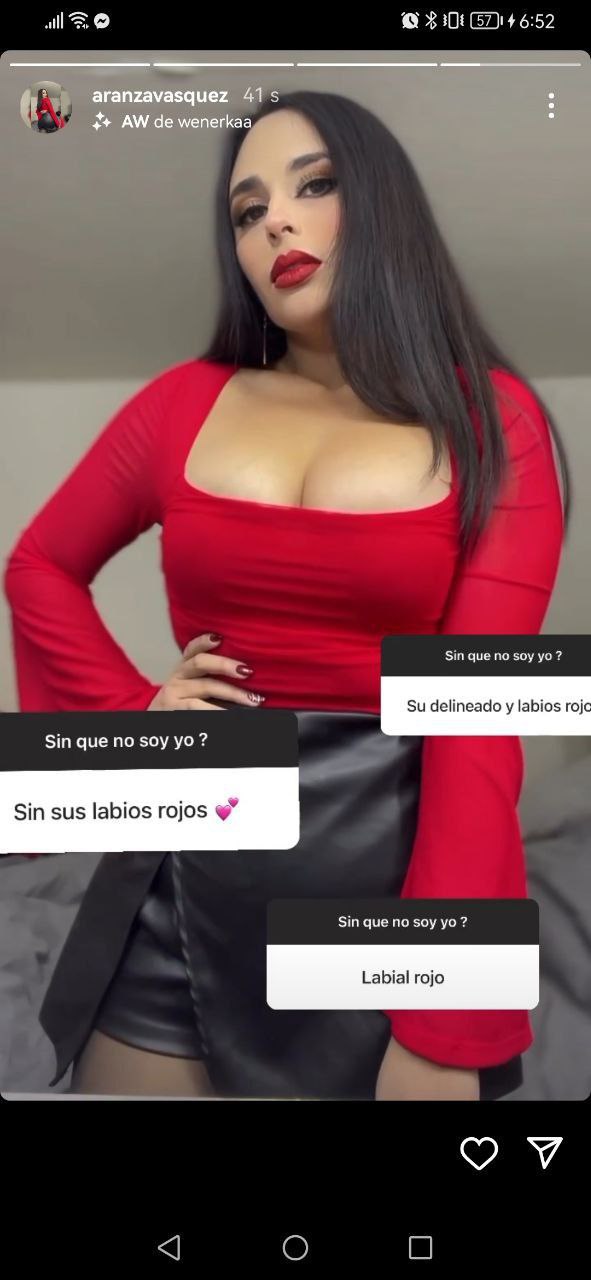 57
6:52
aranzavasquez 41 s
AW de wenerkaa
Sin que no soy yo ?
Su delineado y labios rojo
Sin que no soy yo ?
Sin sus labios rojos 💕
Sin que no soy yo ?
Labial rojo